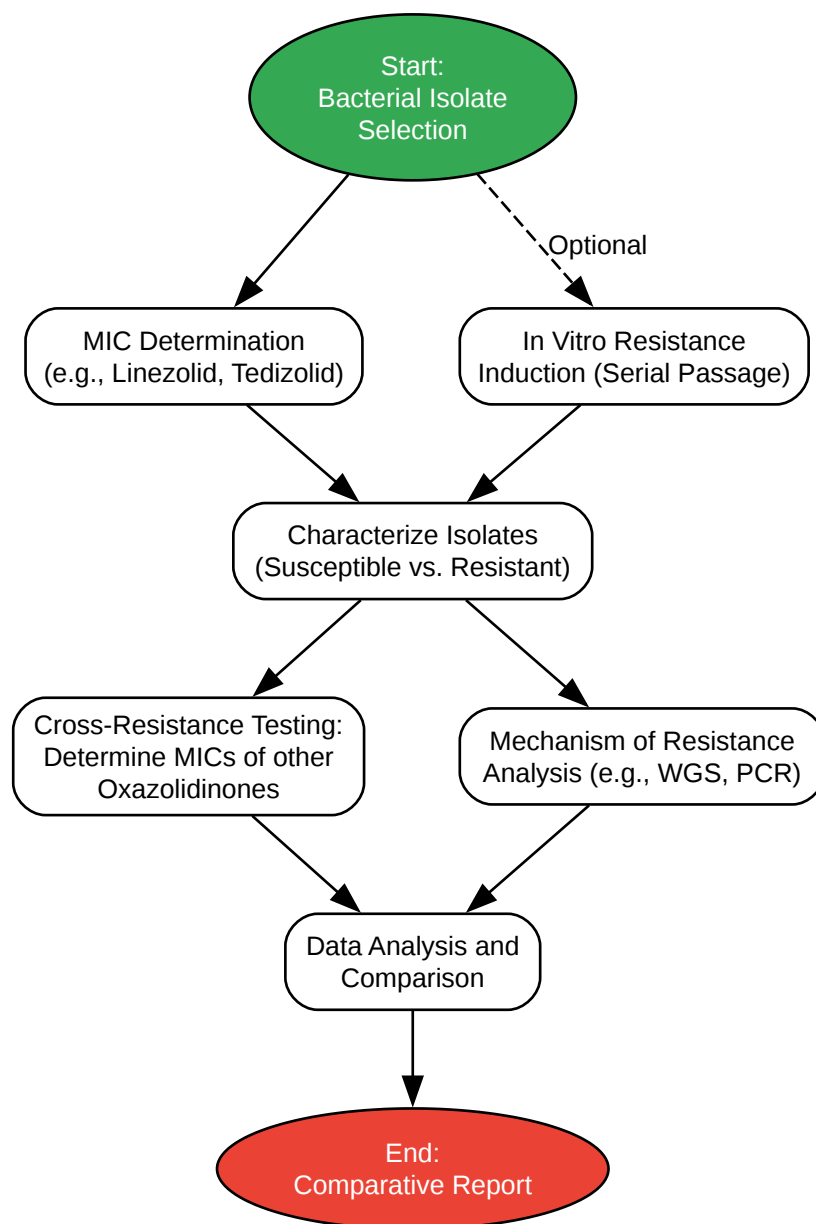 Start:
Bacterial Isolate
Selection
Optional
MIC Determination
(e.g., Linezolid, Tedizolid)
In Vitro Resistance
Induction (Serial Passage)
Characterize Isolates
(Susceptible vs. Resistant)
Cross-Resistance Testing:
Determine MICs of other
Oxazolidinones
Mechanism of Resistance
Analysis (e.g., WGS, PCR)
Data Analysis and
Comparison
End:
Comparative Report